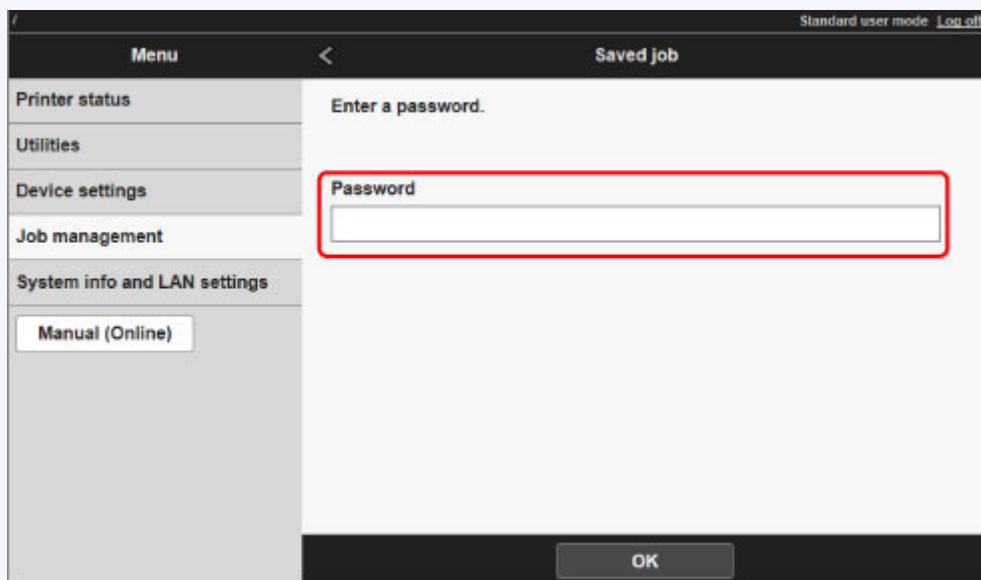 /
Standard user mode Log off
Menu
< Saved job
Printer status
Utilities
Device settings
Job management
System info and LAN settings
Manual (Online)
Enter a password.
Password
OK